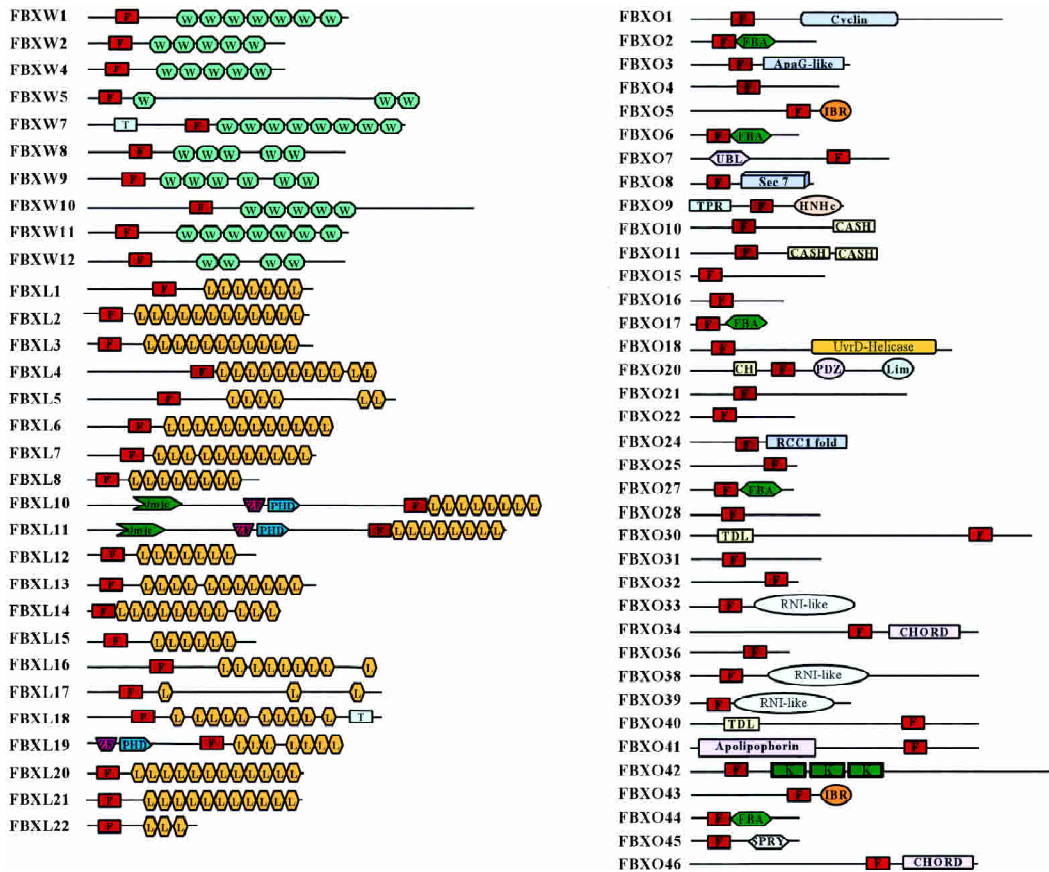 FBXW1 F W W W W W W W
FBXW2 F W W W W W
FBXW4 F W W W W W
FBXW5 F W W W
FBXW7 T F W W W W W W W W
FBXW8 F W W W W W
FBXW9 F W W W W W W
FBXW10 F W W W W W
FBXW11 F W W W W W W W
FBXW12 F W W W W
FBXL1 F L L L L L L L
FBXL2 F L L L L L L L L L L L L
FBXL3 F L L L L L L L L L L L L
FBXL4 F L L L L L L L L L L L
FBXL5 F L L L L L L
FBXL6 F L L L L L L L L L L L L
FBXL7 F L L L L L L L L L L L
FBXL8 F L L L L L L L L
FBXL10 Jmjc ZF PHD F L L L L L L L L
FBXL11 Jmjc ZF PHD F L L L L L L L L
FBXL12 F L L L L L L L
FBXL13 F L L L L L L L L L L L
FBXL14 F L L L L L L L L L L L
FBXL15 F L L L L L L
FBXL16 F L L L L L L L L L
FBXL17 F L L L
FBXL18 F L L L L L L L L L L L T
FBXL19 ZF PHD F L L L L L L L
FBXL20 F L L L L L L L L L L L L
FBXL21 F L L L L L L L L L L L
FBXL22 F L L L
FBXO1 F Cyclin
FBXO2 F FBA
FBXO3 F ApaG-like
FBXO4 F
FBXO5 F IBR
FBXO6 F FBA
FBXO7 UBL F
FBXO8 F Sec 7
FBXO9 TPR F HNHc
FBXO10 F CASH
FBXO11 F CASH CASH
FBXO15 F
FBXO16 F
FBXO17 F FBA
FBXO18 F UvrD-Helicase
FBXO20 CH F PDZ Lim
FBXO21 F
FBXO22 F
FBXO24 F RCC1 fold
FBXO25 F
FBXO27 F FBA
FBXO28 F
FBXO30 TDL F
FBXO31 F
FBXO32 F
FBXO33 F RNI-like
FBXO34 F CHORD
FBXO36 F
FBXO38 F RNI-like
FBXO39 F RNI-like
FBXO40 TDL F
FBXO41 Apolipophorin F
FBXO42 F K K K
FBXO43 F IBR
FBXO44 F FBA
FBXO45 F SPRY
FBXO46 F CHORD